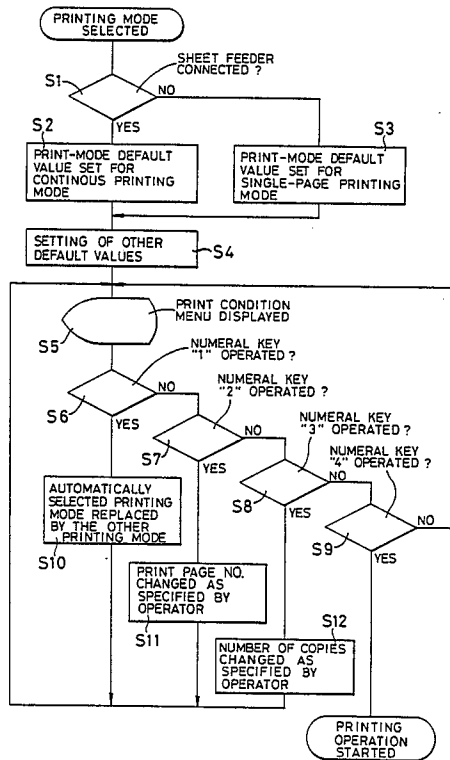 PRINTING MODE
SELECTED
SHEET FEEDER
CONNECTED ?
S1
NO
YES
S2
S3
PRINT-MODE DEFAULT
VALUE SET FOR
CONTINOUS PRINTING
MODE
PRINT-MODE DEFAULT
VALUE SET FOR
SINGLE-PAGE PRINTING
MODE
SETTING OF OTHER
DEFAULT VALUES
S4
PRINT CONDITION
MENU DISPLAYED
S5
NUMERAL KEY
"1" OPERATED ?
S6
NO
YES
NUMERAL KEY
"2" OPERATED ?
S7
NO
YES
NUMERAL KEY
"3" OPERATED ?
S8
NO
YES
NUMERAL KEY
"4" OPERATED ?
S9
NO
YES
AUTOMATICALLY
SELECTED PRINTING
MODE REPLACED
BY THE OTHER
PRINTING MODE
S10
PRINT PAGE NO.
CHANGED AS
SPECIFIED BY
OPERATOR
S11
S12
NUMBER OF COPIES
CHANGED AS
SPECIFIED BY
OPERATOR
PRINTING
OPERATION
STARTED